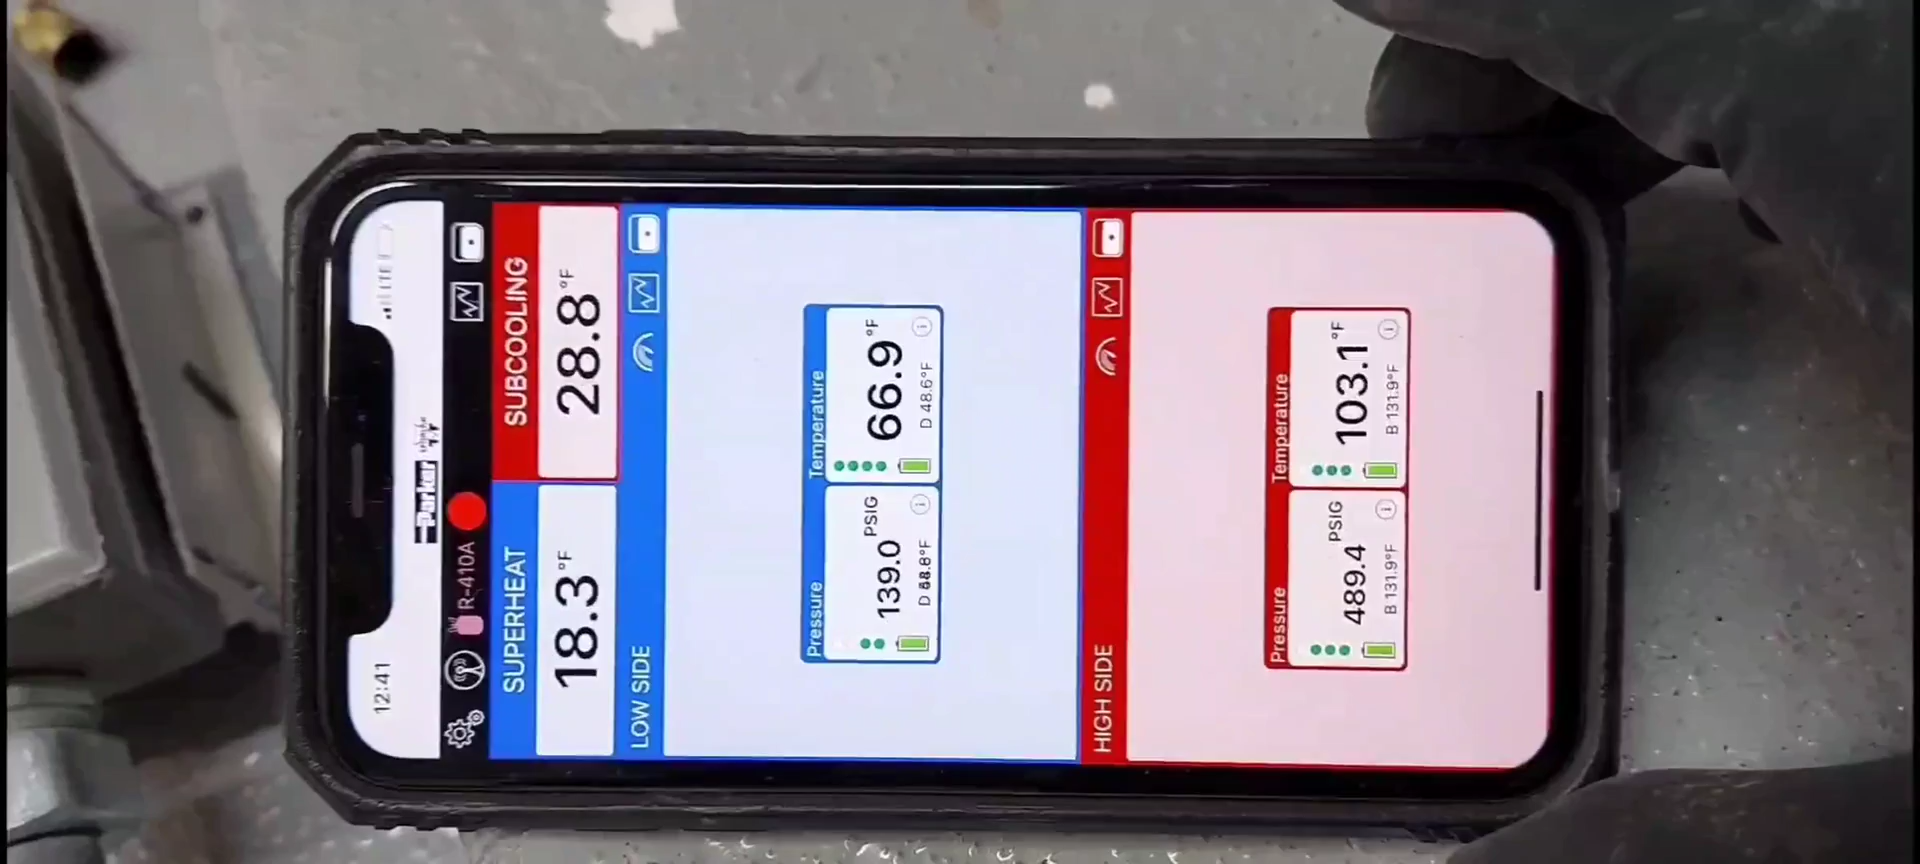 12:41
LTE
Parker
R-410A
SUPERHEAT
SUBCOOLING
18.3°F
28.8°F
LOW SIDE
Pressure
Temperature
139.0 PSIG
66.9°F
D 48.6°F
HIGH SIDE
Pressure
Temperature
489.4 PSIG
103.1°F
B 131.9°F
B 131.9°F